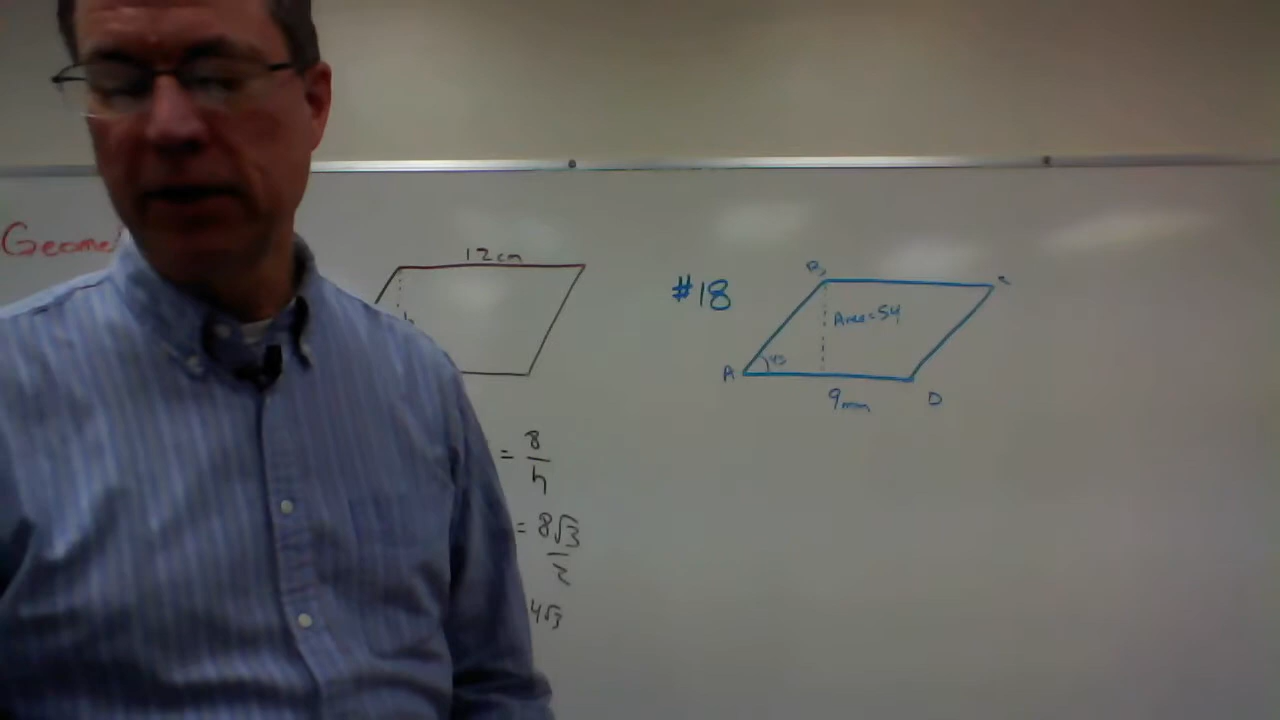 Geome
12cm
h
= 8/h
= 8√3
2
4√3
#18
B
C
Area=54
A
45
9mm
D